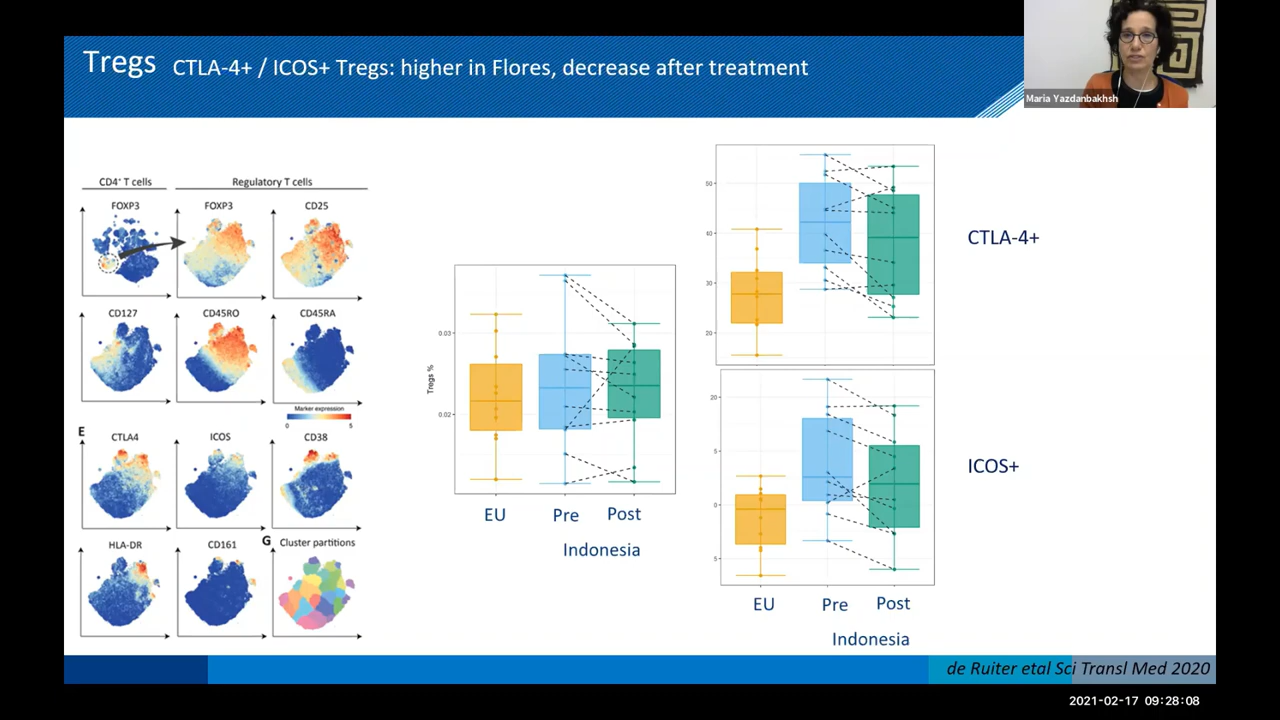 Tregs CTLA-4+ / ICOS+ Tregs: higher in Flores, decrease after treatment
Maria Yazdanbakhsh
CD4+ T cells
Regulatory T cells
FOXP3
FOXP3
CD25
CD127
CD45RO
CD45RA
Marker expression
0
5
E
CTLA4
ICOS
CD38
HLA-DR
CD161
G
Cluster partitions
Tregs %
0.03
0.02
EU
Pre
Post
Indonesia
50
40
30
20
CTLA-4+
20
5
0
5
ICOS+
EU
Pre
Post
Indonesia
de Ruiter etal Sci Transl Med 2020
2021-02-17 09:28:08